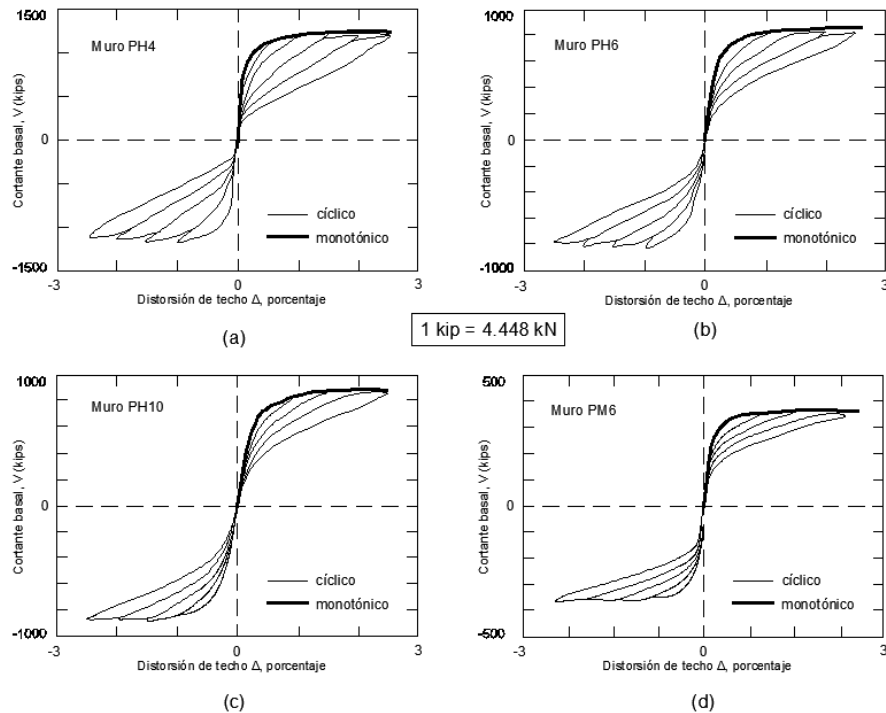 1500
Muro PH4
Cortante basal, V (kips)
0
cíclico
monotónico
-1500
-3
0
3
Distorsión de techo Δ, porcentaje
(a)
1000
Muro PH6
Cortante basal, V (kips)
0
cíclico
monotónico
-1000
-3
0
3
Distorsión de techo Δ, porcentaje
(b)
1 kip = 4.448 kN
1000
Muro PH10
Cortante basal, V (kips)
0
cíclico
monotónico
-1000
-3
0
3
Distorsión de techo Δ, porcentaje
(c)
500
Muro PM6
Cortante basal, V (kips)
0
cíclico
monotónico
-500
-3
0
3
Distorsión de techo Δ, porcentaje
(d)